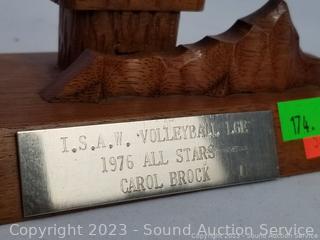 I.S.A.W. VOLLEYBALL LGE
1976 ALL STARS
CAROL BROCK
174.
Copyright 2023 - Sound Auction Service